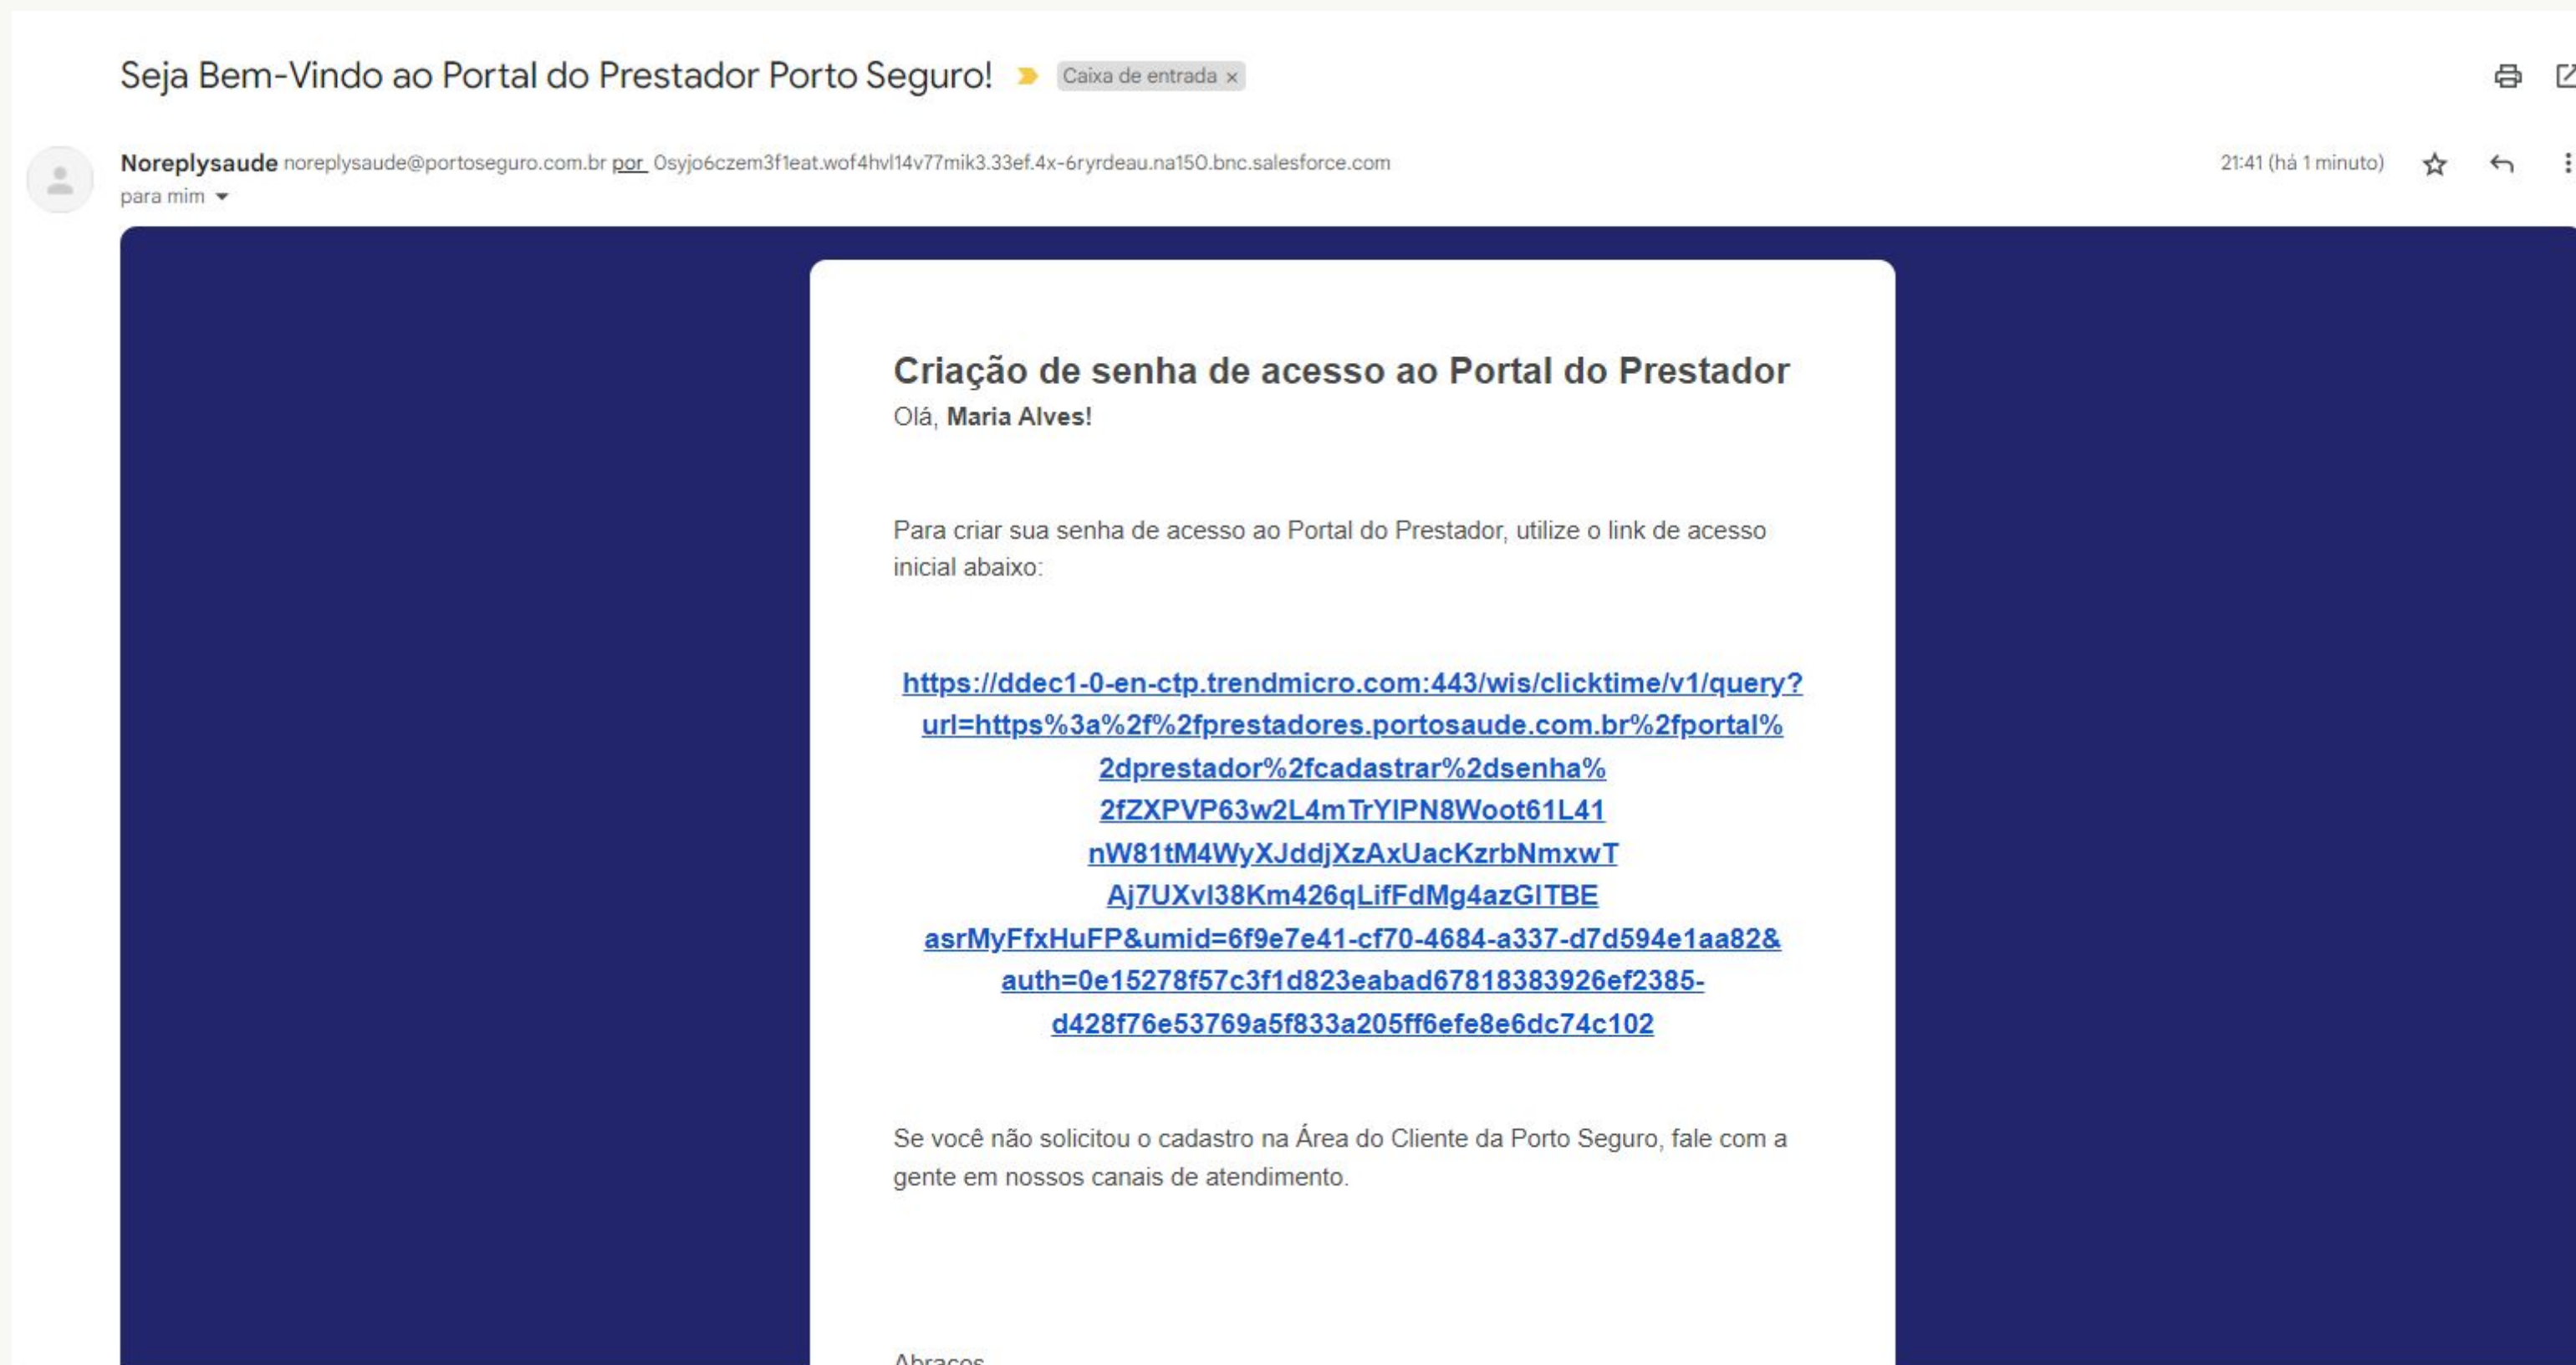 Seja Bem-Vindo ao Portal do Prestador Porto Seguro! Caixa de entrada ×
Noreplysaude noreplysaude@portoseguro.com.br por 0syjo6czem3f1eat.wof4hvl14v77mik3.33ef.4x-6ryrdeau.na150.bnc.salesforce.com 21:41 (há 1 minuto)
para mim
Criação de senha de acesso ao Portal do Prestador
Olá, Maria Alves!
Para criar sua senha de acesso ao Portal do Prestador, utilize o link de acesso
inicial abaixo:
https://ddec1-0-en-ctp.trendmicro.com:443/wis/clicktime/v1/query?
url=https%3a%2f%2fprestadores.portosaude.com.br%2fportal%
2dprestador%2fcadastrar%2dsenha%
2fZXPVP63w2L4mTrYlPN8Woot61L41
nW81tM4WyXJddjXzAxUacKzrbNmxwT
Aj7UXvl38Km426qLifFdMg4azGITBE
asrMyFfxHuFP&umid=6f9e7e41-cf70-4684-a337-d7d594e1aa82&
auth=0e15278f57c3f1d823eabad67818383926ef2385-
d428f76e53769a5f833a205ff6efe8e6dc74c102
Se você não solicitou o cadastro na Área do Cliente da Porto Seguro, fale com a
gente em nossos canais de atendimento.
Abraços